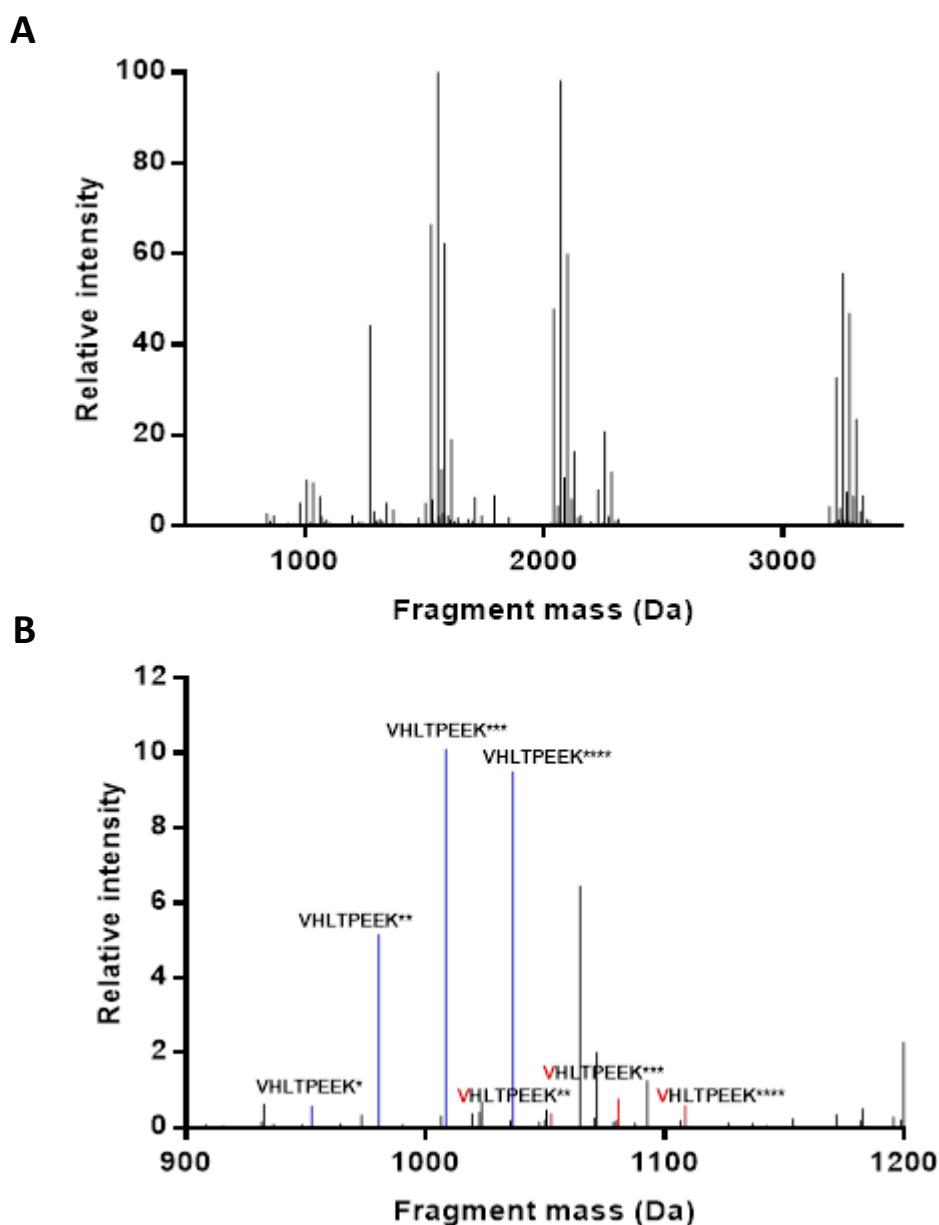 A
100
80
60
40
20
0
Relative intensity
1000 2000 3000
Fragment mass (Da)
B
12
10
8
6
4
2
0
Relative intensity
VHLTPEEK***
VHLTPEEK****
VHLTPEEK**
VHLTPEEK*
VHLTPEEK**
VHLTPEEK***
VHLTPEEK****
900 1000 1100 1200
Fragment mass (Da)